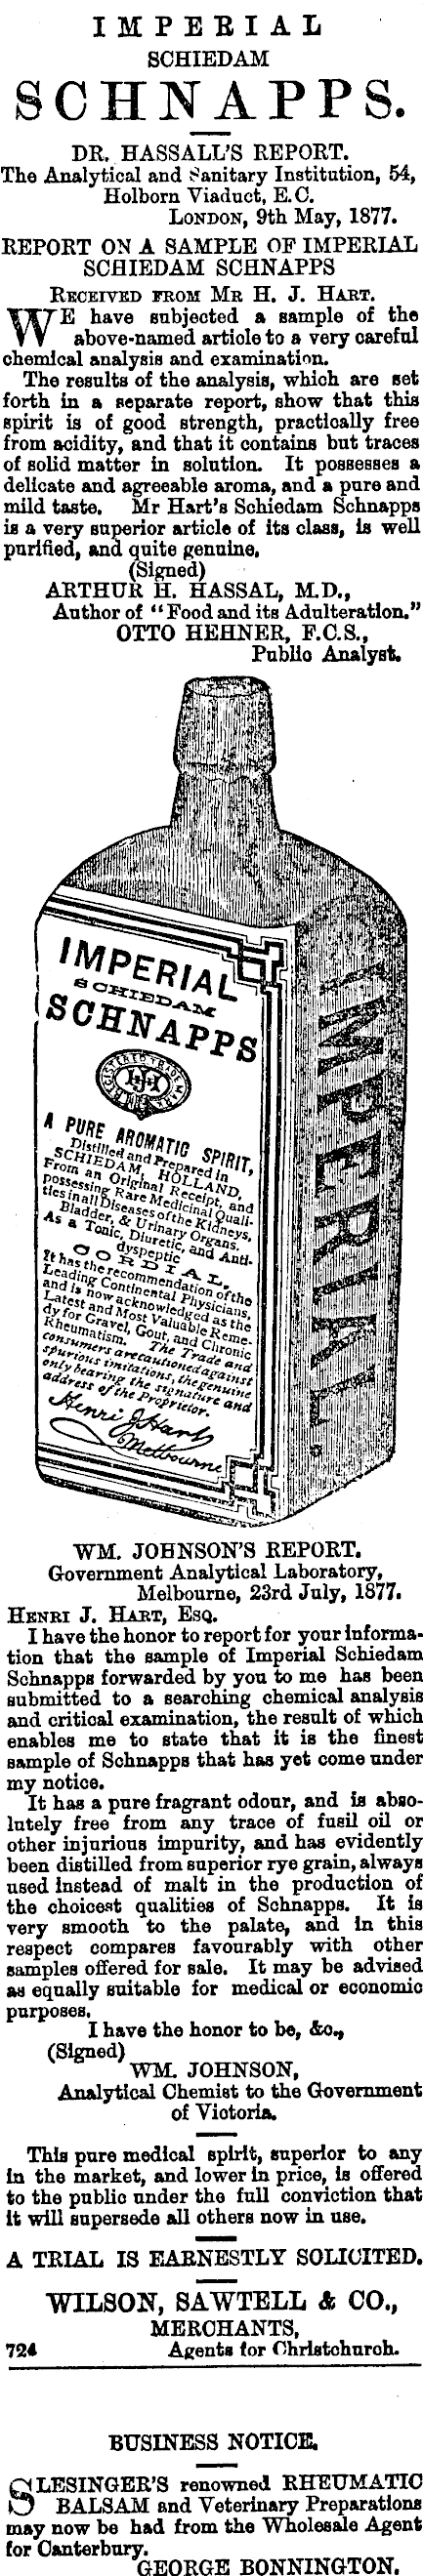 IMPERIAL
SCHIEDAM
SCHNAPPS.
DR. HASSALL'S REPORT.
The Analytical and Sanitary Institution, 54,
Holborn Viaduct, E.C.
LONDON, 9th May, 1877.
REPORT ON A SAMPLE OF IMPERIAL
SCHIEDAM SCHNAPPS
RECEIVED FROM MR H. J. HART.
WE have subjected a sample of the
above-named article to a very careful
chemical analysis and examination.
The results of the analysis, which are set
forth in a separate report, show that this
spirit is of good strength, practically free
from acidity, and that it contains but traces
of solid matter in solution. It possesses a
delicate and agreeable aroma, and a pure and
mild taste. Mr Hart's Schiedam Schnapps
is a very superior article of its class, is well
purified, and quite genuine.
(Signed)
ARTHUR H. HASSAL, M.D.,
Author of "Food and its Adulteration."
OTTO HEHNER, F.C.S.,
Public Analyst.
IMPERIAL
SCHIEDAM
SCHNAPPS
REGISTERED TRADE MARK
HJH
A PURE AROMATIC SPIRIT,
Distilled and Prepared in
SCHIEDAM, HOLLAND,
From an Original Receipt, and
possessing Rare Medicinal Quali-
ties in all Diseases of the Kidneys,
Bladder, & Urinary Organs.
As a Tonic, Diuretic, and Anti-
dyspeptic
CORDIAL,
It has the recommendation of the
Leading Continental Physicians,
and is now acknowledged as the
Latest and Most Valuable Reme-
dy for Gravel, Gout, and Chronic
Rheumatism. The Trade and
consumers are cautioned against
spurious imitations, the genuine
only bearing the signature and
address of the Proprietor.
Henri J Hart
Melbourne
IMPERIAL.
WM. JOHNSON'S REPORT.
Government Analytical Laboratory,
Melbourne, 23rd July, 1877.
HENRI J. HART, ESQ.
I have the honor to report for your informa-
tion that the sample of Imperial Schiedam
Schnapps forwarded by you to me has been
submitted to a searching chemical analysis
and critical examination, the result of which
enables me to state that it is the finest
sample of Schnapps that has yet come under
my notice.
It has a pure fragrant odour, and is abso-
lutely free from any trace of fusil oil or
other injurious impurity, and has evidently
been distilled from superior rye grain, always
used instead of malt in the production of
the choicest qualities of Schnapps. It is
very smooth to the palate, and in this
respect compares favourably with other
samples offered for sale. It may be advised
as equally suitable for medical or economic
purposes.
I have the honor to be, &c.,
(Signed)
WM. JOHNSON,
Analytical Chemist to the Government
of Victoria.
This pure medical spirit, superior to any
in the market, and lower in price, is offered
to the public under the full conviction that
it will supersede all others now in use.
A TRIAL IS EARNESTLY SOLICITED.
WILSON, SAWTELL & CO.,
MERCHANTS,
724 Agents for Christchurch.
BUSINESS NOTICE.
SLESINGER'S renowned RHEUMATIC
BALSAM and Veterinary Preparations
may now be had from the Wholesale Agent
for Canterbury.
GEORGE BONNINGTON.